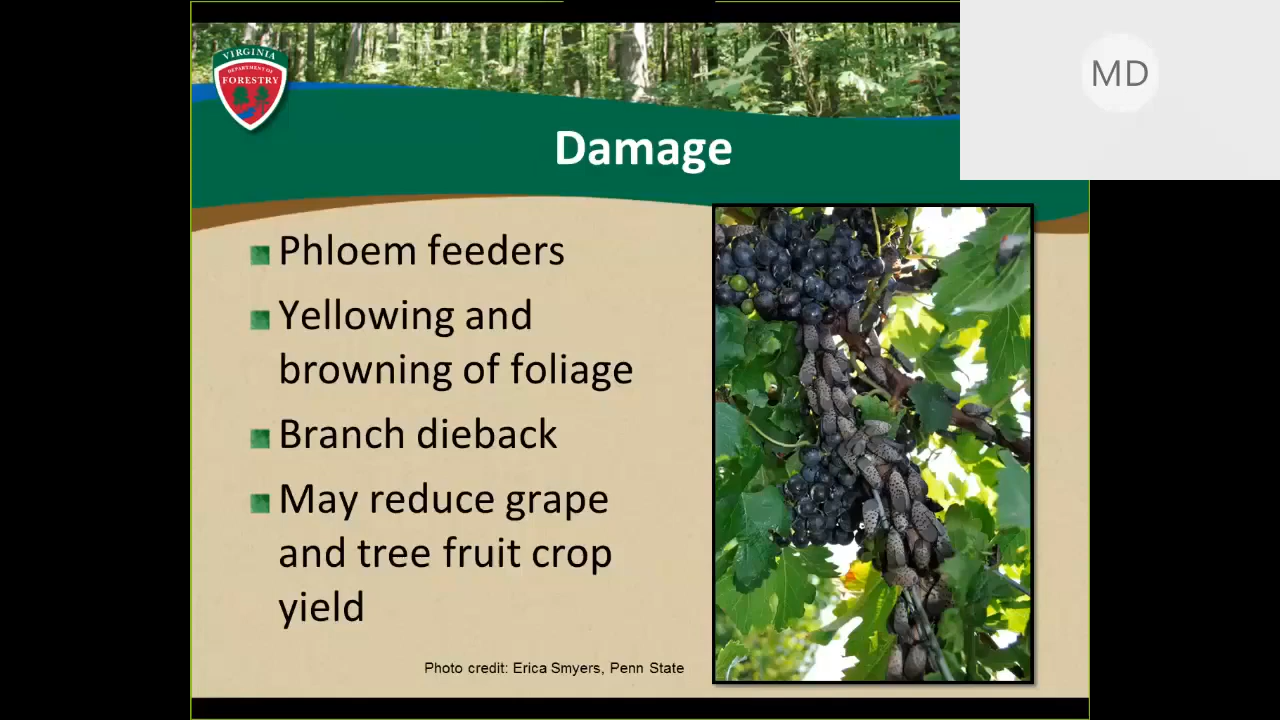 VIRGINIA
DEPARTMENT OF
FORESTRY
MD
Damage
Phloem feeders
Yellowing and
browning of foliage
Branch dieback
May reduce grape
and tree fruit crop
yield
Photo credit: Erica Smyers, Penn State